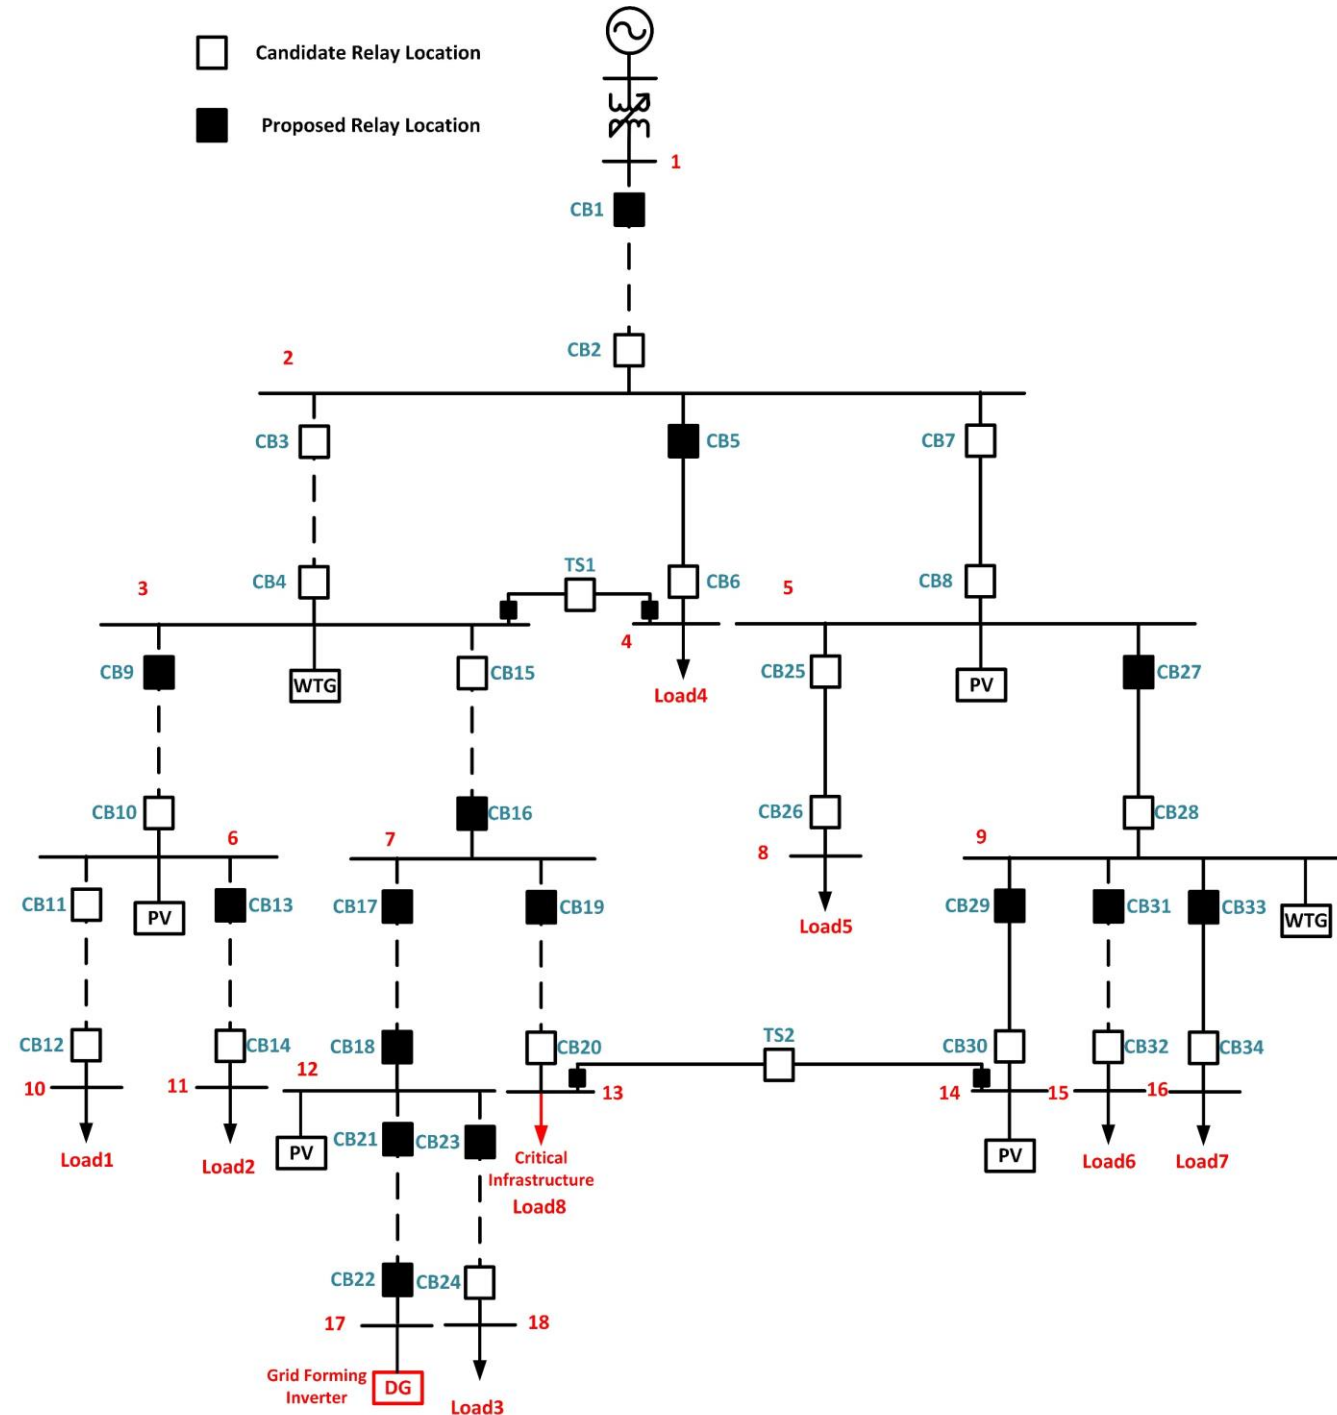 Candidate Relay Location
Proposed Relay Location
1
CB1
CB2
2
CB3
CB5
CB7
TS1
CB4
CB6
CB8
3
5
4
CB9
WTG
CB15
Load4
CB25
PV
CB27
CB10
CB16
CB26
CB28
6
7
8
9
CB11
PV
CB13
CB17
CB19
Load5
CB29
CB31
CB33
WTG
CB12
CB14
CB18
CB20
TS2
CB30
CB32
CB34
10
11
12
13
14
15
16
Load1
Load2
PV
CB21
CB23
Critical
Infrastructure
Load8
PV
Load6
Load7
CB22
CB24
17
18
Grid Forming
Inverter
DG
Load3